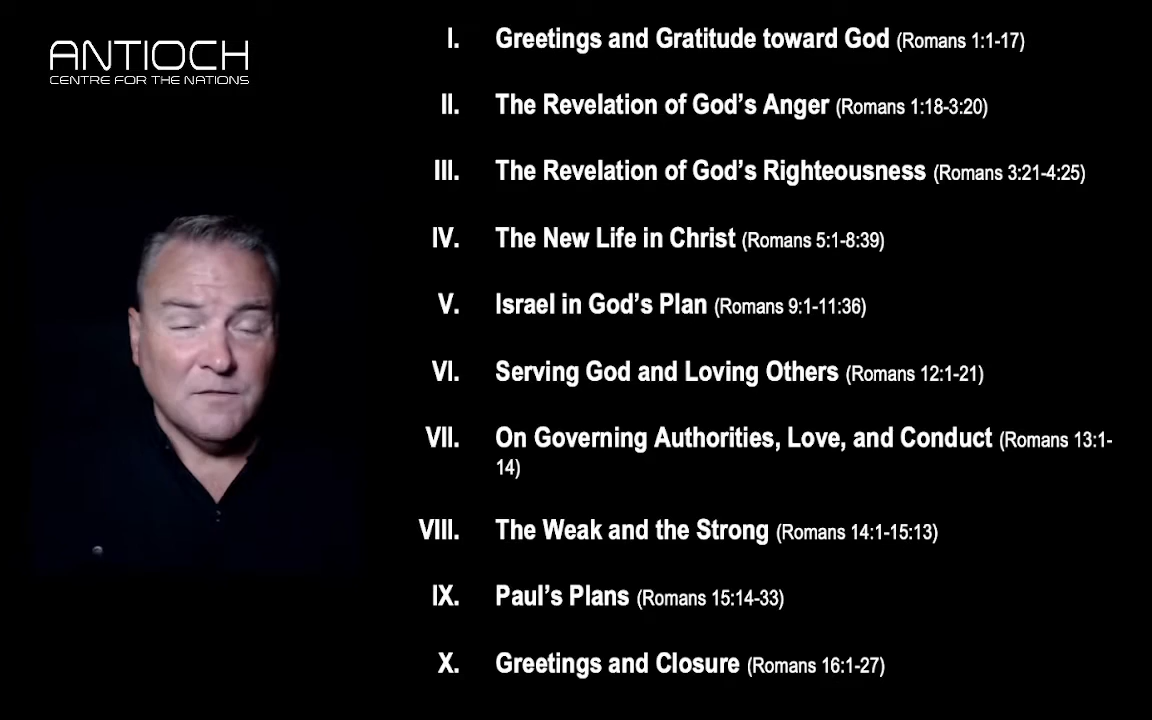 ANTIOCH
CENTRE FOR THE NATIONS
I. Greetings and Gratitude toward God (Romans 1:1-17)
II. The Revelation of God’s Anger (Romans 1:18-3:20)
III. The Revelation of God’s Righteousness (Romans 3:21-4:25)
IV. The New Life in Christ (Romans 5:1-8:39)
V. Israel in God’s Plan (Romans 9:1-11:36)
VI. Serving God and Loving Others (Romans 12:1-21)
VII. On Governing Authorities, Love, and Conduct (Romans 13:1-
14)
VIII. The Weak and the Strong (Romans 14:1-15:13)
IX. Paul’s Plans (Romans 15:14-33)
X. Greetings and Closure (Romans 16:1-27)